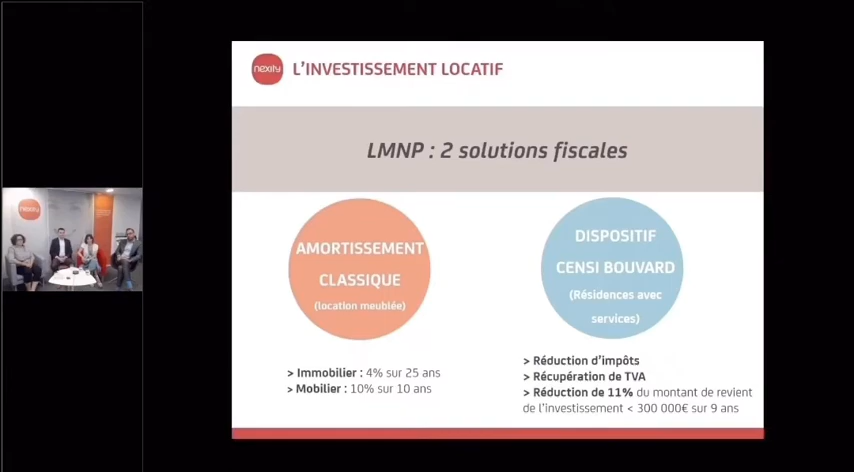 nexity
nexity L'INVESTISSEMENT LOCATIF
LMNP : 2 solutions fiscales
AMORTISSEMENT
CLASSIQUE
(location meublée)
> Immobilier : 4% sur 25 ans
> Mobilier : 10% sur 10 ans
DISPOSITIF
CENSI BOUVARD
(Résidences avec
services)
> Réduction d'impôts
> Récupération de TVA
> Réduction de 11% du montant de revient
de l'investissement < 300 000€ sur 9 ans